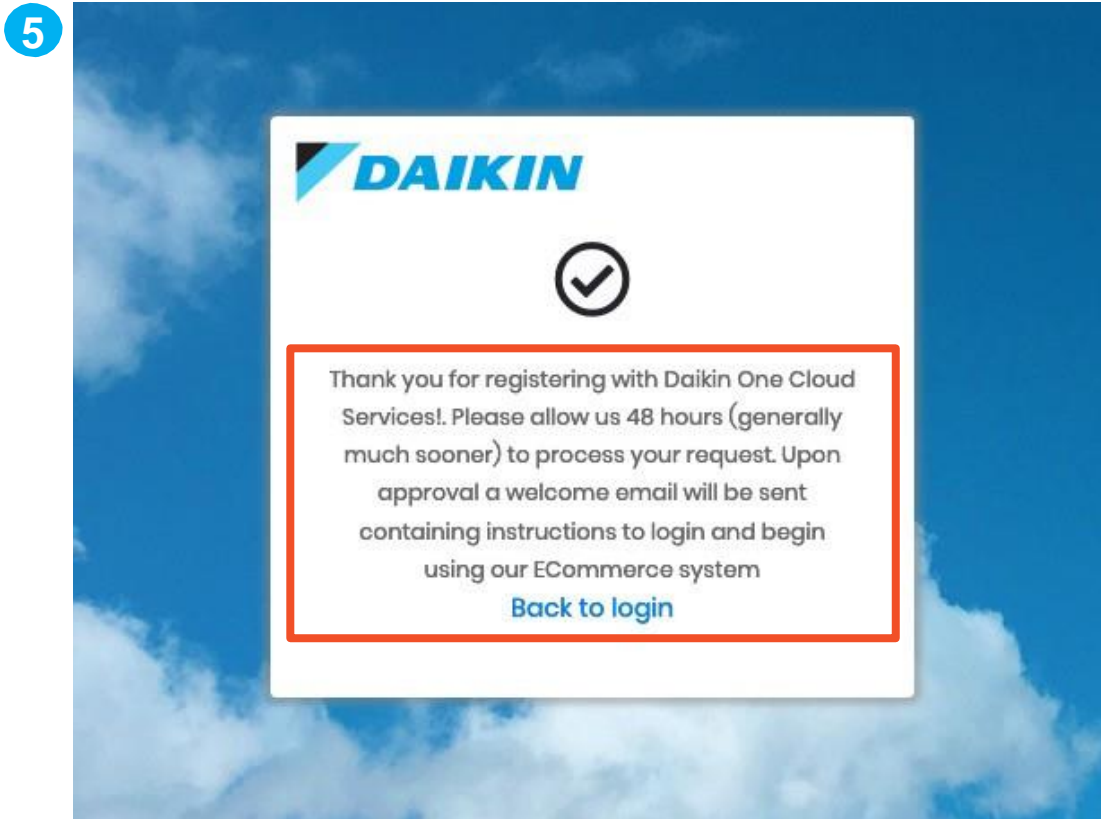 5
DAIKIN
Thank you for registering with Daikin One Cloud
Services!. Please allow us 48 hours (generally
much sooner) to process your request. Upon
approval a welcome email will be sent
containing instructions to login and begin
using our ECommerce system
Back to login